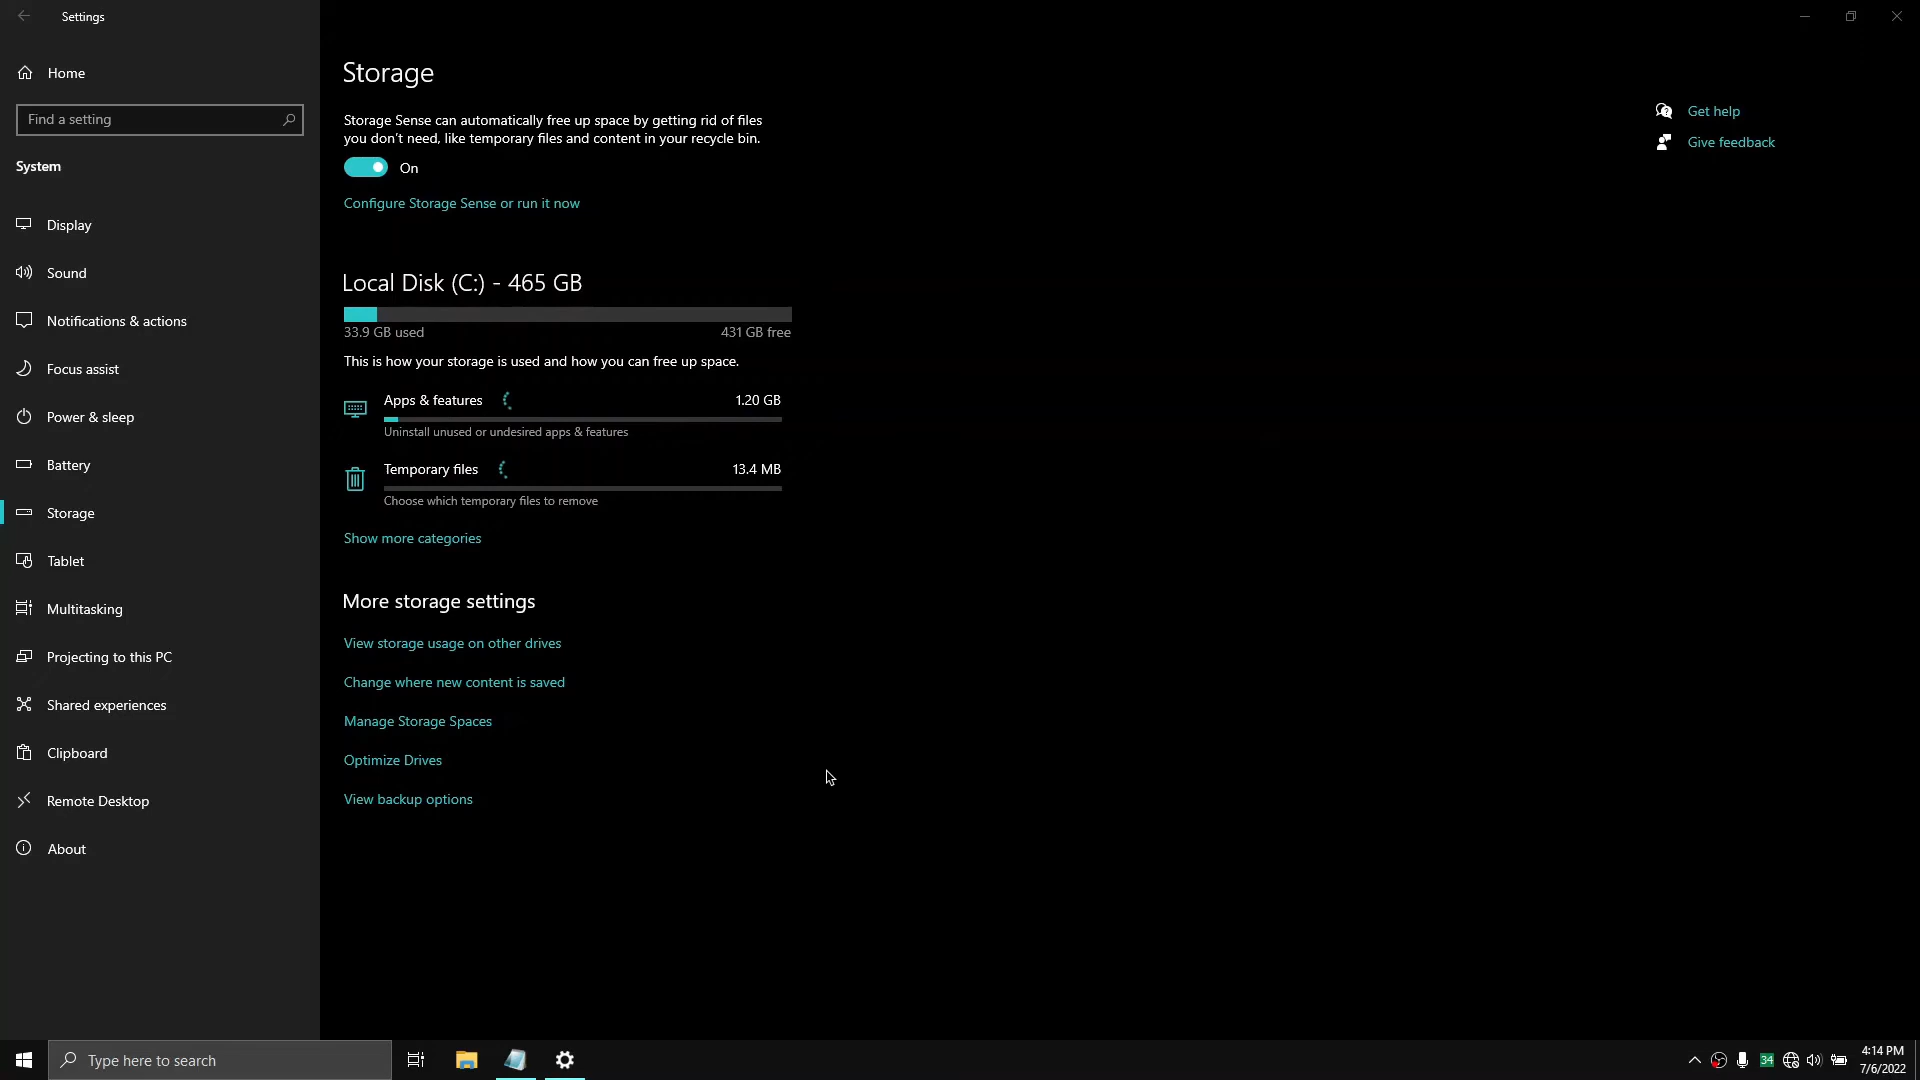 Settings
Home
Find a setting
System
Display
Sound
Notifications & actions
Focus assist
Power & sleep
Battery
Storage
Tablet
Multitasking
Projecting to this PC
Shared experiences
Clipboard
Remote Desktop
About
Storage
Storage Sense can automatically free up space by getting rid of files
you don't need, like temporary files and content in your recycle bin.
On
Configure Storage Sense or run it now
Local Disk (C:) - 465 GB
33.9 GB used 431 GB free
This is how your storage is used and how you can free up space.
Apps & features 1.20 GB
Uninstall unused or undesired apps & features
Temporary files 13.4 MB
Choose which temporary files to remove
Show more categories
More storage settings
View storage usage on other drives
Change where new content is saved
Manage Storage Spaces
Optimize Drives
View backup options
Get help
Give feedback
Type here to search
34
4:14 PM
7/6/2022